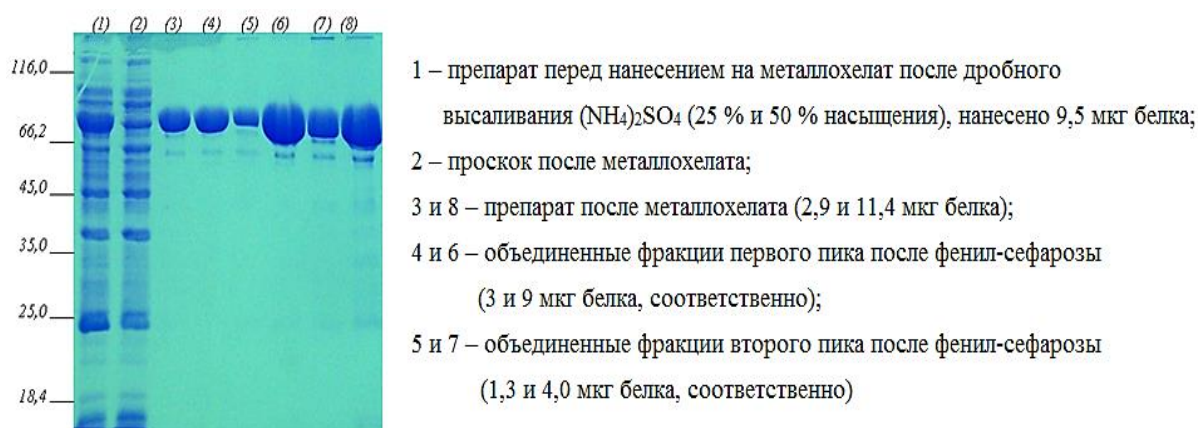 (1) (2) (3) (4) (5) (6) (7) (8)
116,0
66,2
45,0
35,0
25,0
18,4
1 – препарат перед нанесением на металлохелат после дробного
высаливания (NH₄)₂SO₄ (25 % и 50 % насыщения), нанесено 9,5 мкг белка;
2 – проскок после металлохелата;
3 и 8 – препарат после металлохелата (2,9 и 11,4 мкг белка);
4 и 6 – объединенные фракции первого пика после фенил-сефарозы
(3 и 9 мкг белка, соответственно);
5 и 7 – объединенные фракции второго пика после фенил-сефарозы
(1,3 и 4,0 мкг белка, соответственно)